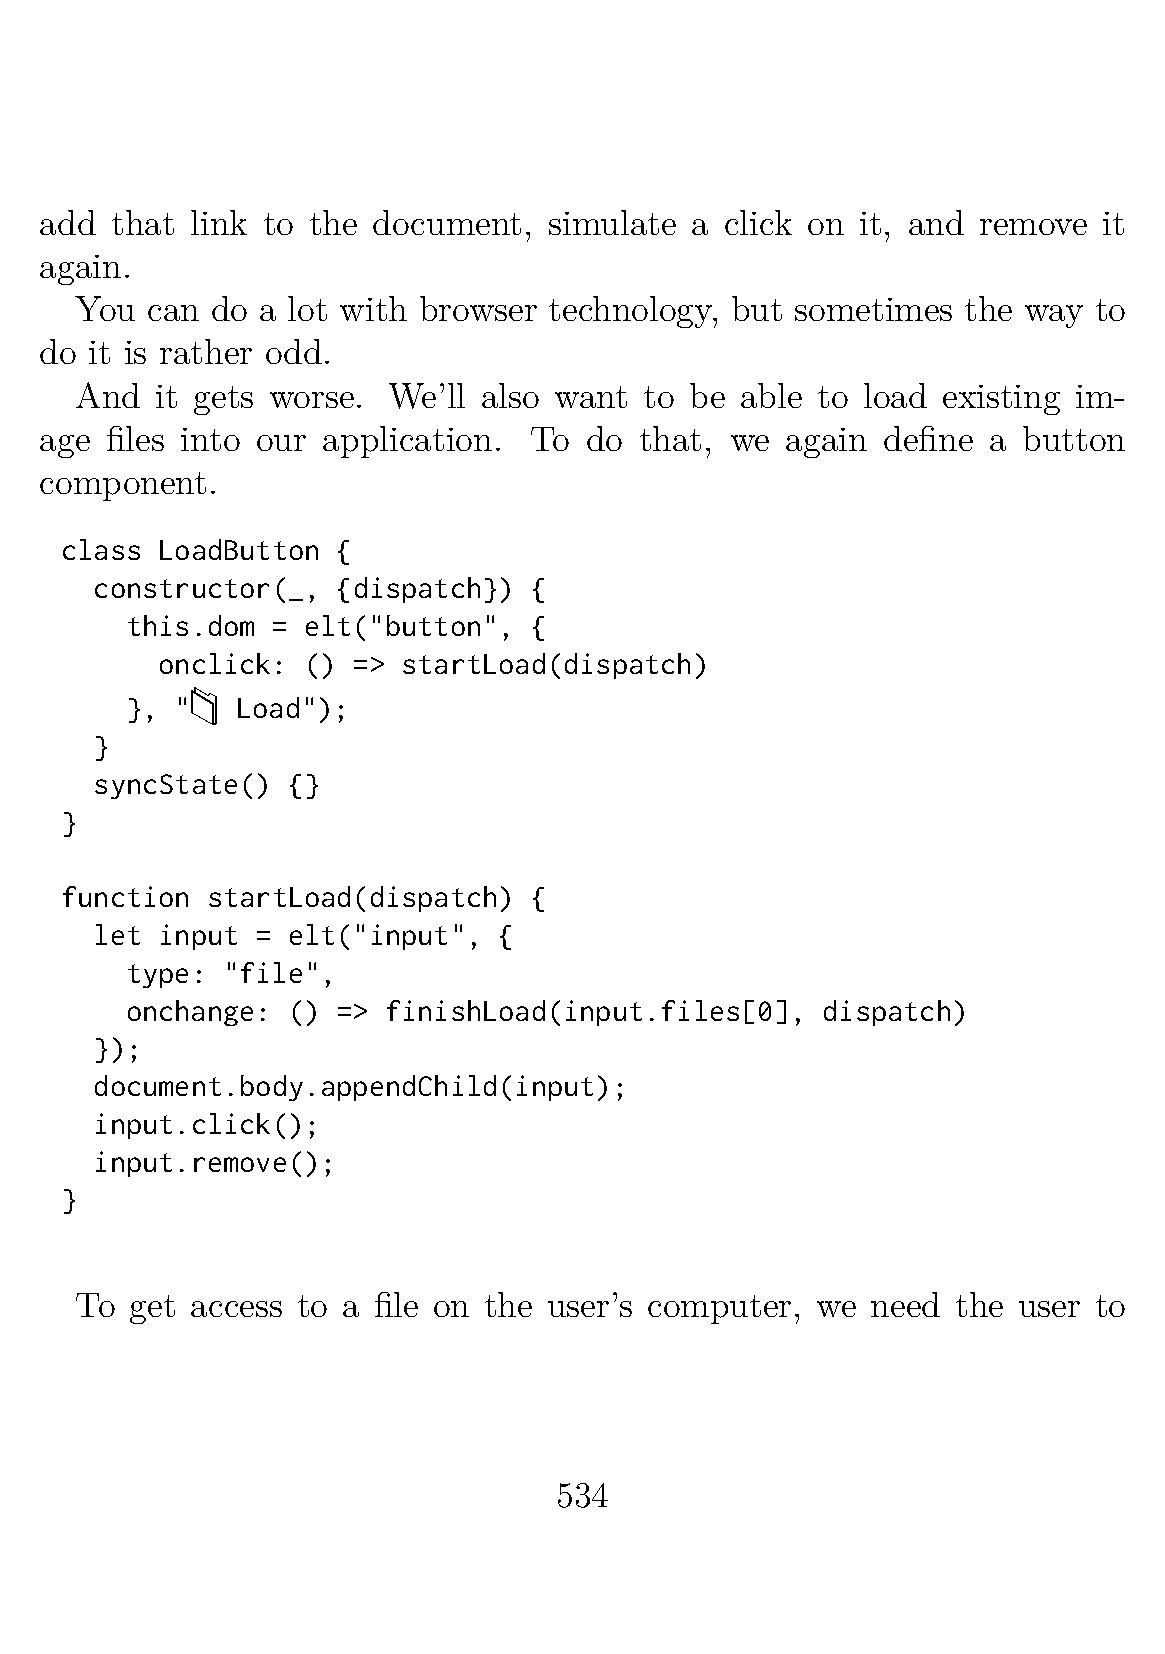 add that link to the document, simulate a click on it, and remove it
again.
You can do a lot with browser technology, but sometimes the way to
do it is rather odd.
And it gets worse. We'll also want to be able to load existing im-
age files into our application. To do that, we again define a button
component.
class LoadButton {
  constructor(_, {dispatch}) {
    this.dom = elt("button", {
      onclick: () => startLoad(dispatch)
    }, "📁 Load");
  }
  syncState() {}
}
function startLoad(dispatch) {
  let input = elt("input", {
    type: "file",
    onchange: () => finishLoad(input.files[0], dispatch)
  });
  document.body.appendChild(input);
  input.click();
  input.remove();
}
To get access to a file on the user's computer, we need the user to
534